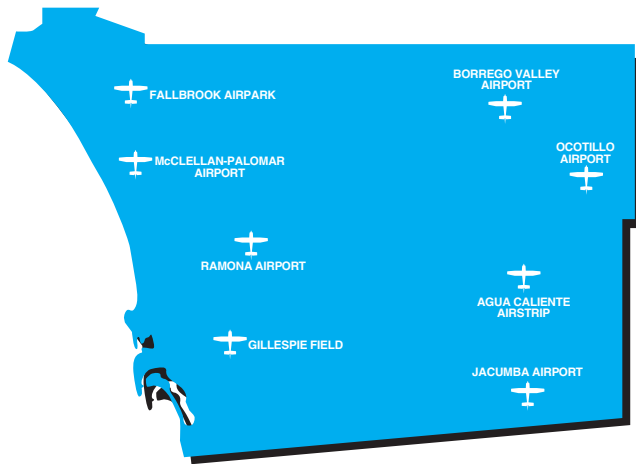 BORREGO VALLEY
AIRPORT
FALLBROOK AIRPARK
OCOTILLO
AIRPORT
McCLELLAN-PALOMAR
AIRPORT
RAMONA AIRPORT
AGUA CALIENTE
AIRSTRIP
GILLESPIE FIELD
JACUMBA AIRPORT